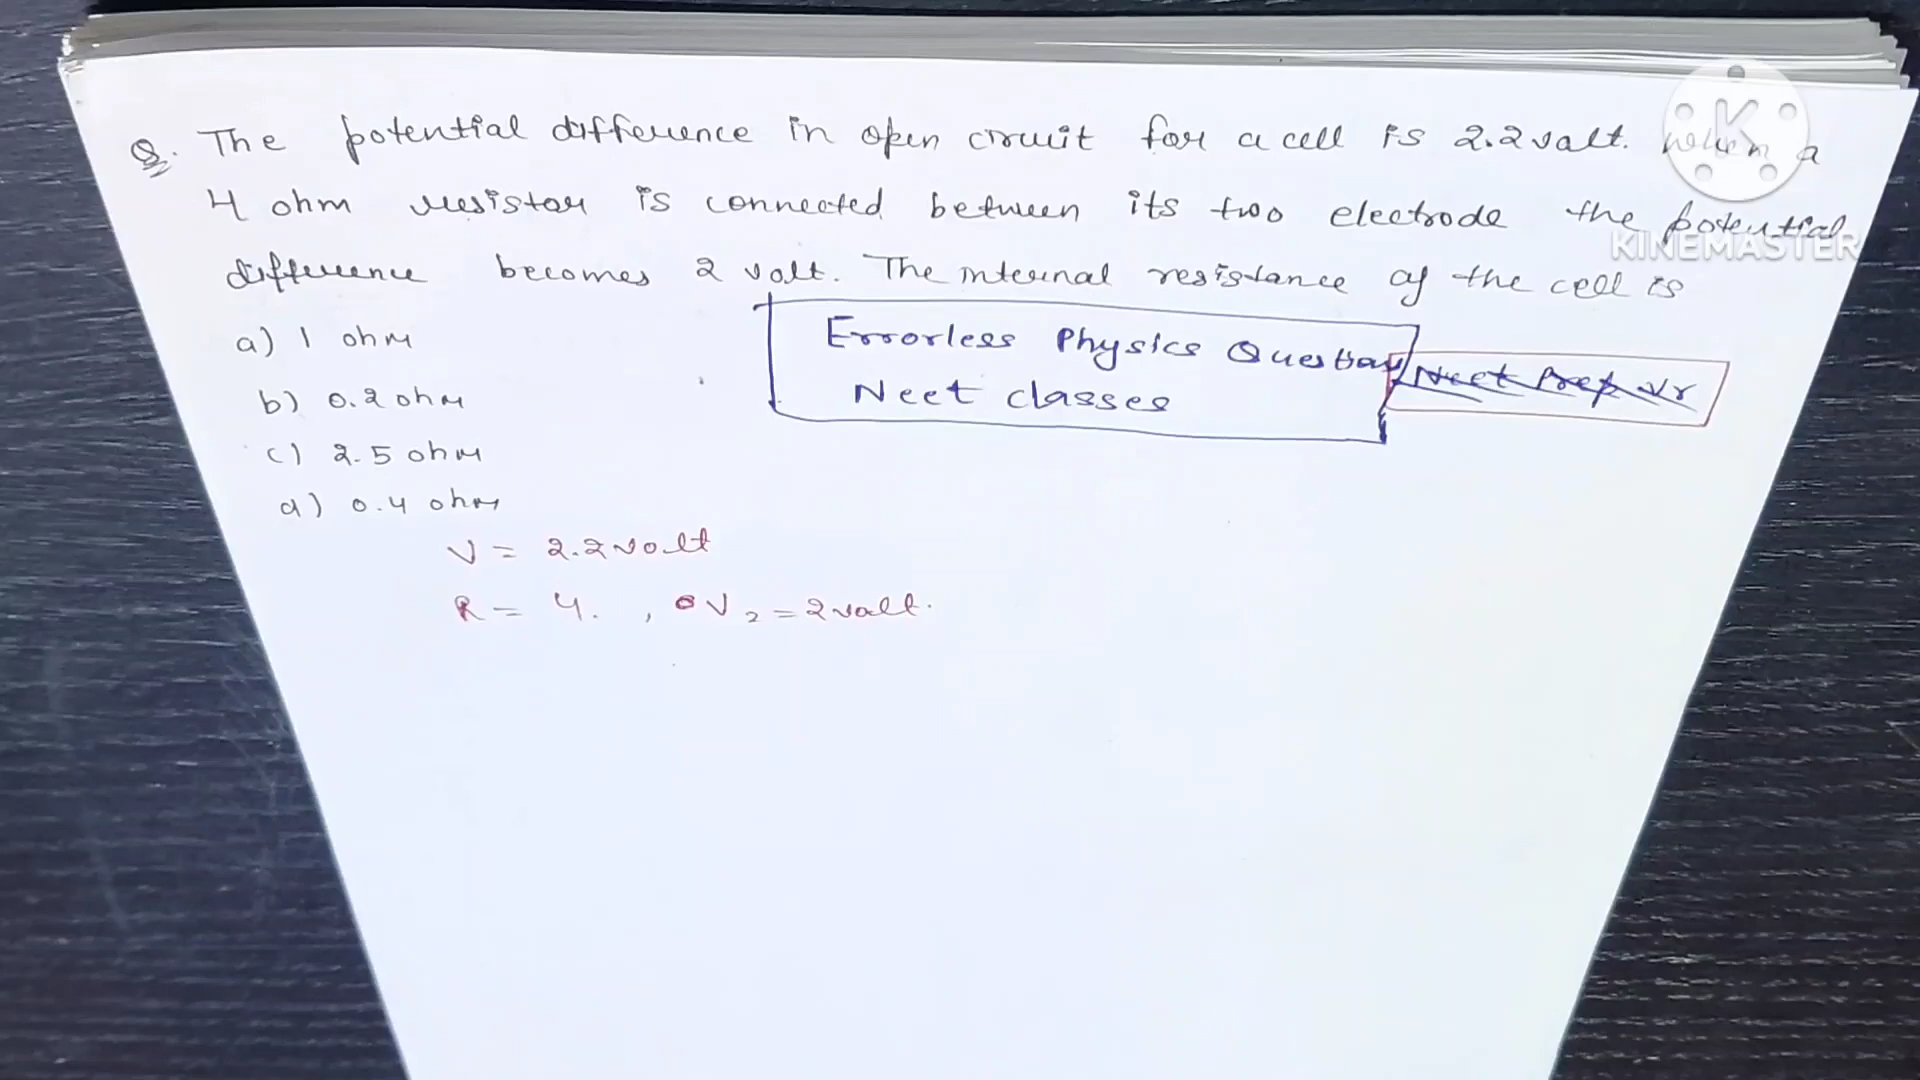 Q. The potential difference in open circuit for a cell is 2.2 volt. when a
4 ohm resistor is connected between its two electrode the potential
difference becomes 2 volt. The internal resistance of the cell is
a) 1 ohm
b) 0.2 ohm
c) 2.5 ohm
d) 0.4 ohm
Errorless Physics Question
Neet classes
Neet Prep Vr
V = 2.2 volt
R = 4. , V2 = 2 volt.
K
KINEMASTER